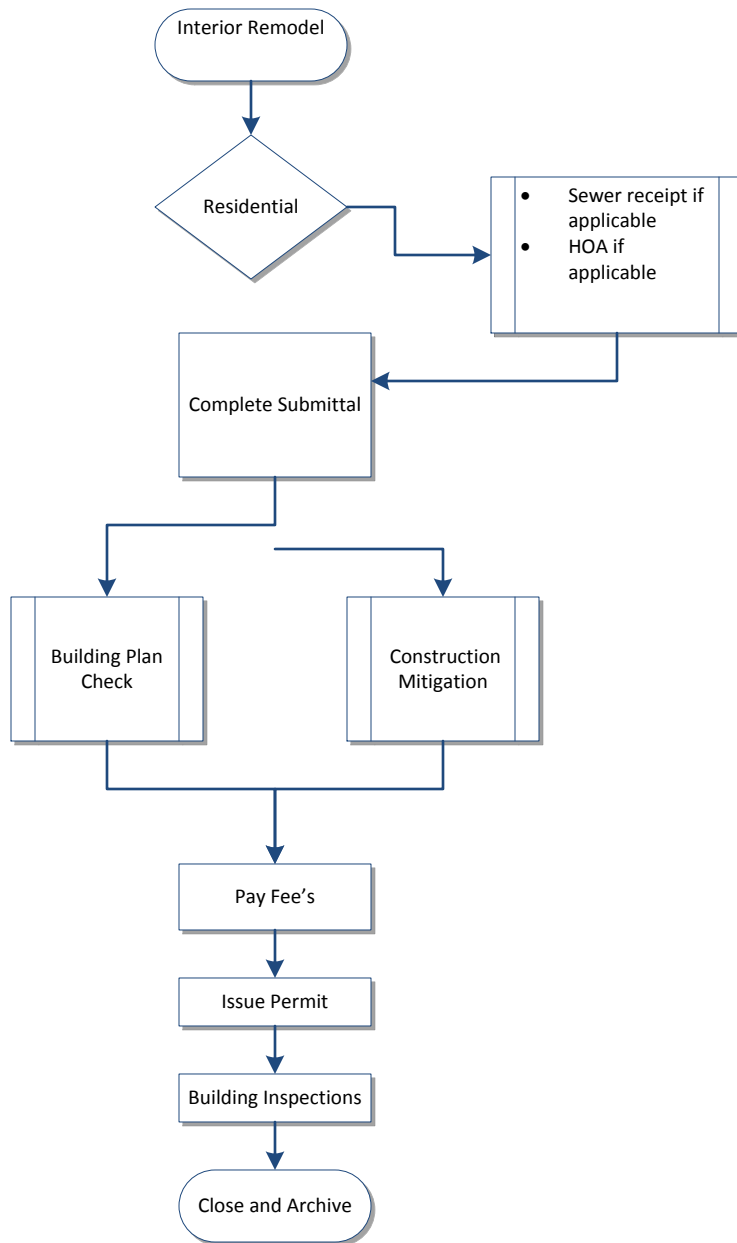 Interior Remodel
Residential
• Sewer receipt if
applicable
• HOA if
applicable
Complete Submittal
Building Plan
Check
Construction
Mitigation
Pay Fee’s
Issue Permit
Building Inspections
Close and Archive